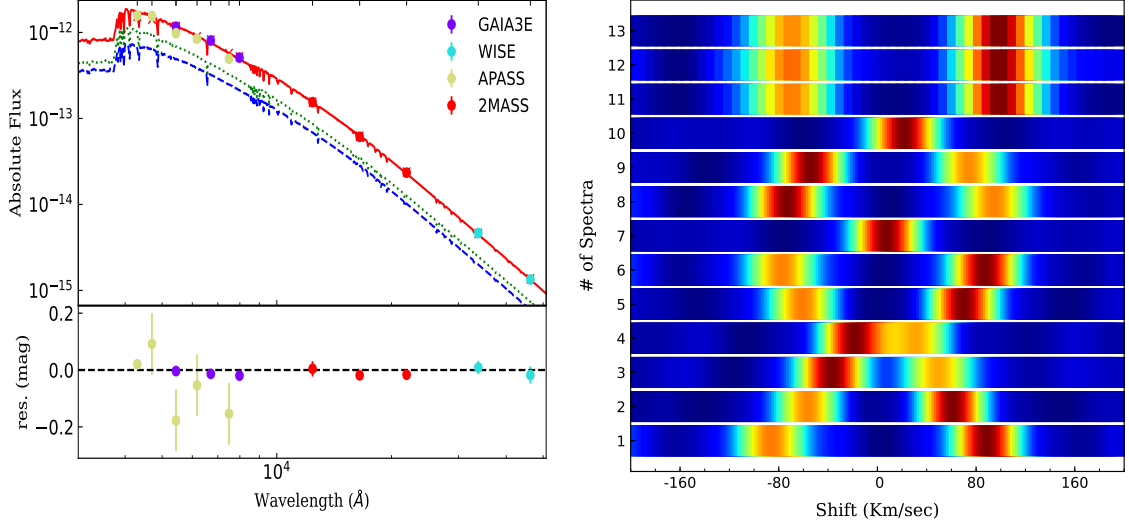 Absolute Flux
10⁻¹²
10⁻¹³
10⁻¹⁴
10⁻¹⁵
GAIA3E
WISE
APASS
2MASS
res. (mag)
0.2
0.0
−0.2
10⁴
Wavelength (Å)
# of Spectra
13
12
11
10
9
8
7
6
5
4
3
2
1
-160 -80 0 80 160
Shift (Km/sec)